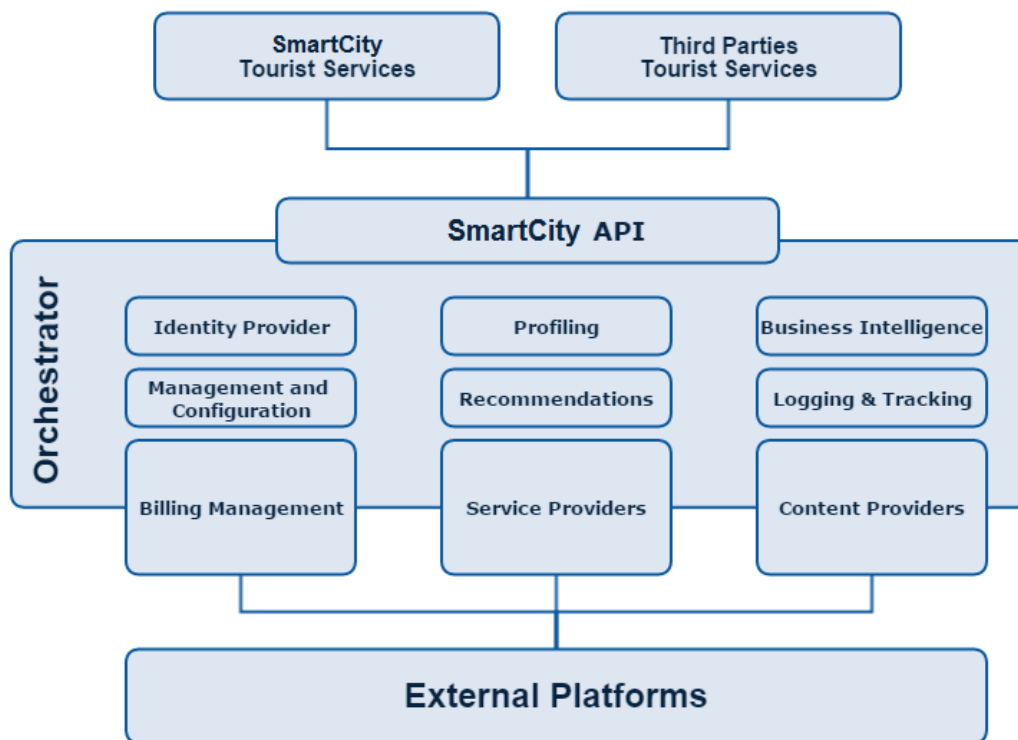 SmartCity
Tourist Services
Third Parties
Tourist Services
SmartCity API
Orchestrator
Identity Provider
Profiling
Business Intelligence
Management and
Configuration
Recommendations
Logging & Tracking
Billing Management
Service Providers
Content Providers
External Platforms